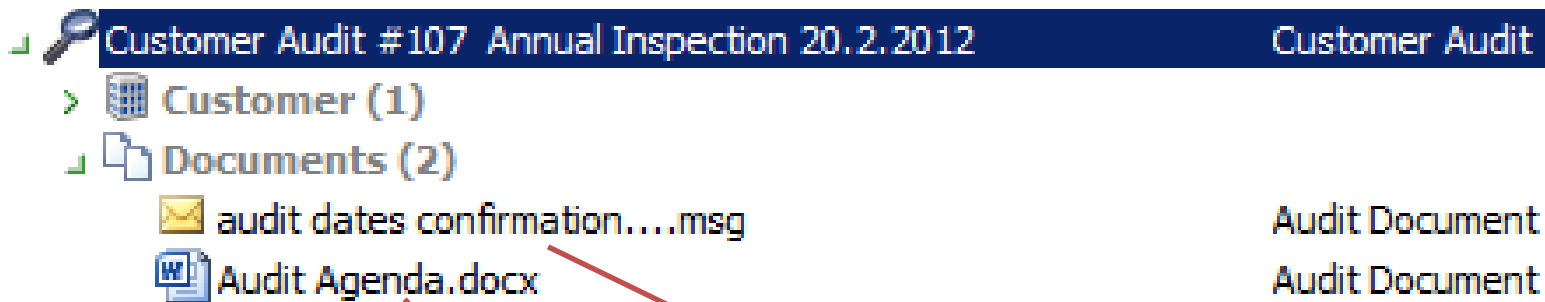 Customer Audit #107 Annual Inspection 20.2.2012 Customer Audit
Customer (1)
Documents (2)
audit dates confirmation....msg Audit Document
Audit Agenda.docx Audit Document